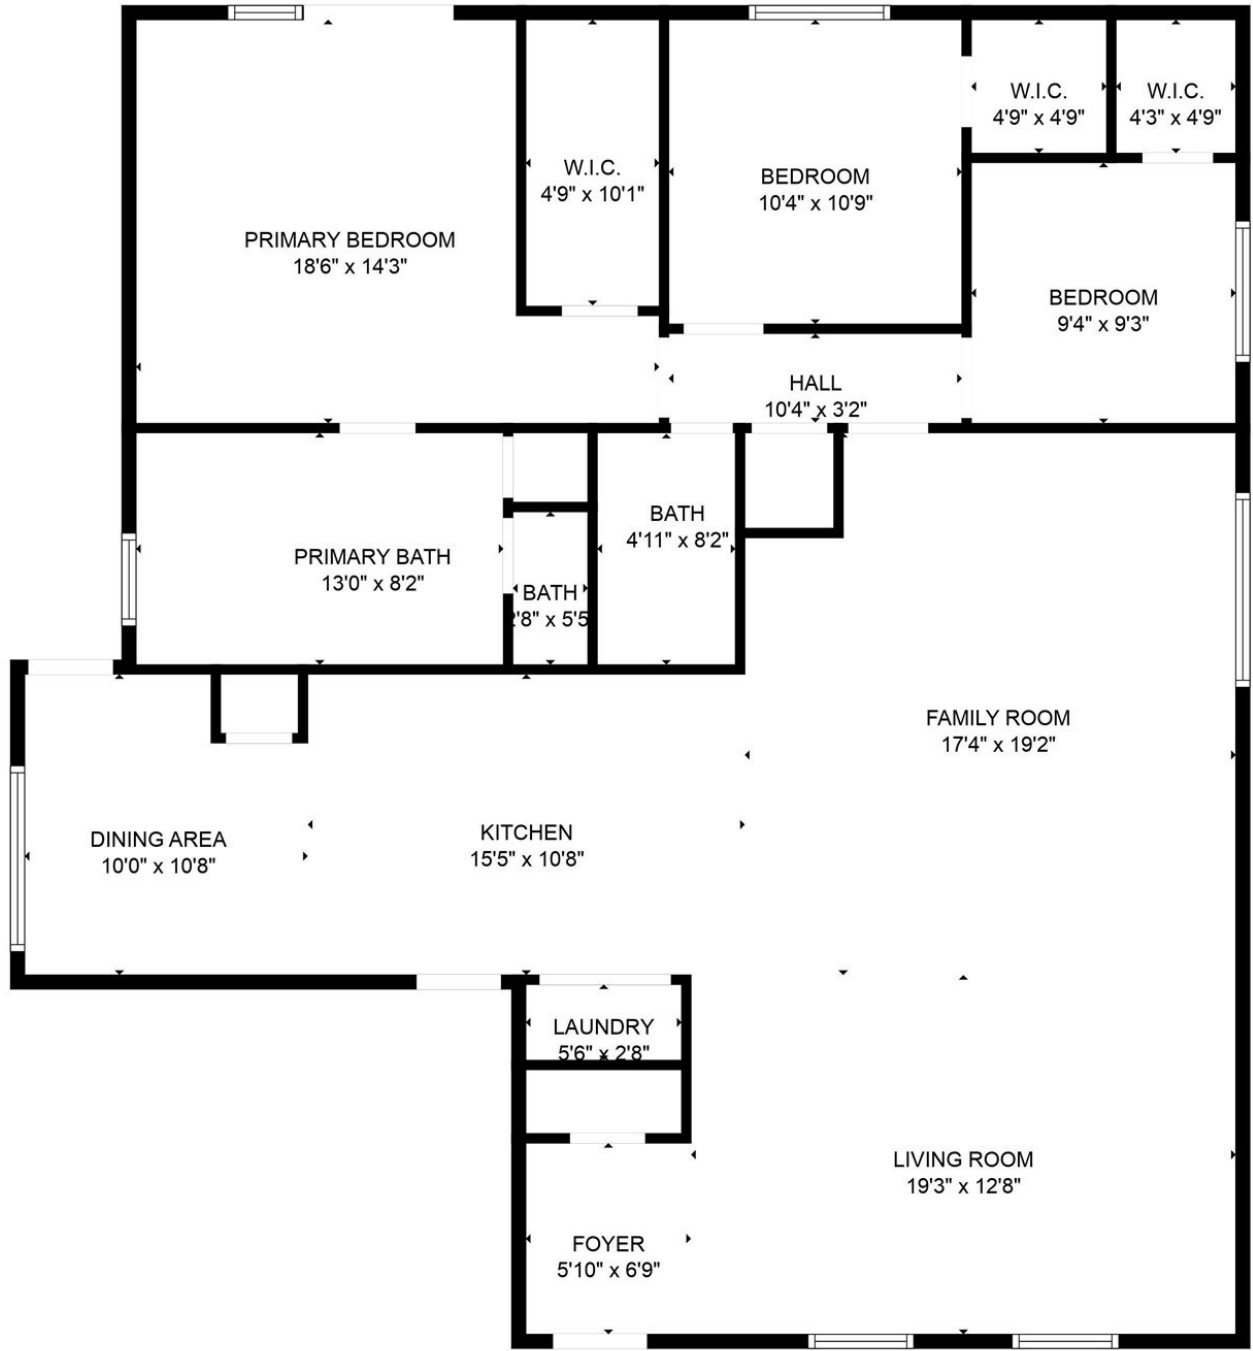 W.I.C.
4'9" x 4'9"
W.I.C.
4'3" x 4'9"
W.I.C.
4'9" x 10'1"
BEDROOM
10'4" x 10'9"
PRIMARY BEDROOM
18'6" x 14'3"
BEDROOM
9'4" x 9'3"
HALL
10'4" x 3'2"
BATH
4'11" x 8'2"
PRIMARY BATH
13'0" x 8'2"
BATH
2'8" x 5'5
FAMILY ROOM
17'4" x 19'2"
DINING AREA
10'0" x 10'8"
KITCHEN
15'5" x 10'8"
LAUNDRY
5'6" x 2'8"
LIVING ROOM
19'3" x 12'8"
FOYER
5'10" x 6'9"